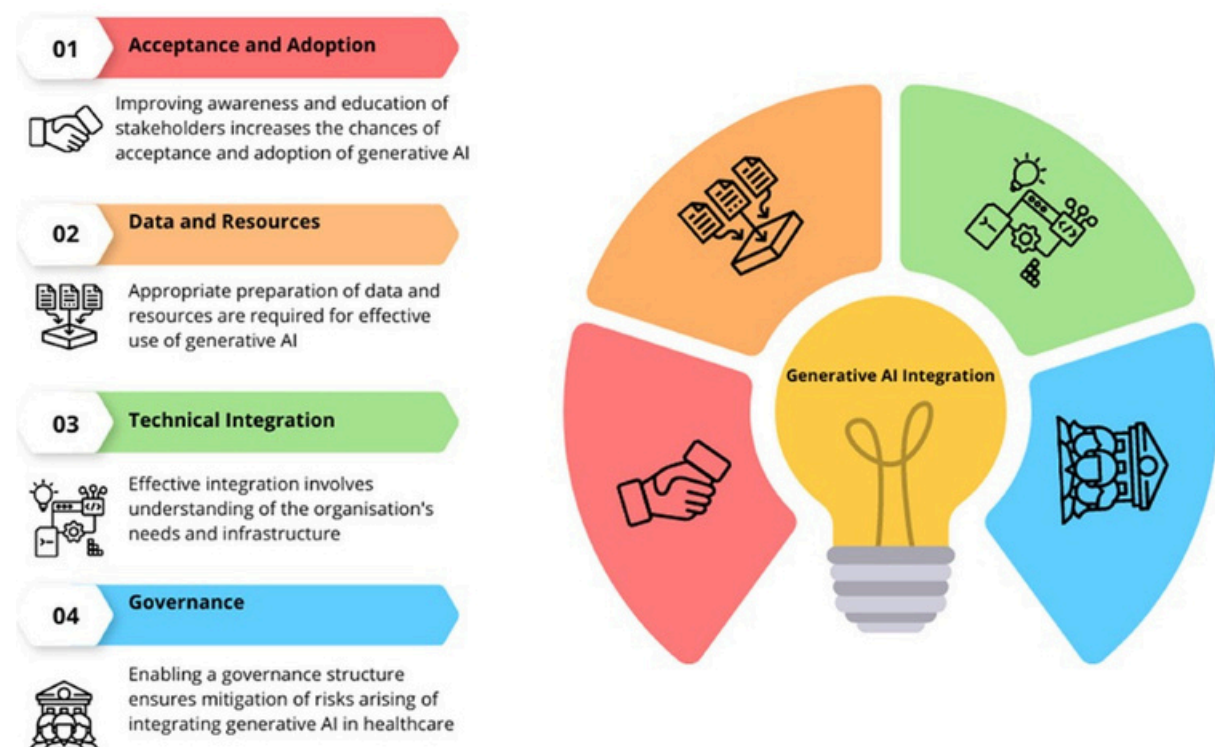 01
Acceptance and Adoption
Improving awareness and education of
stakeholders increases the chances of
acceptance and adoption of generative AI
02
Data and Resources
Appropriate preparation of data and
resources are required for effective
use of generative AI
03
Technical Integration
Effective integration involves
understanding of the organisation's
needs and infrastructure
04
Governance
Enabling a governance structure
ensures mitigation of risks arising of
integrating generative AI in healthcare
Generative AI Integration